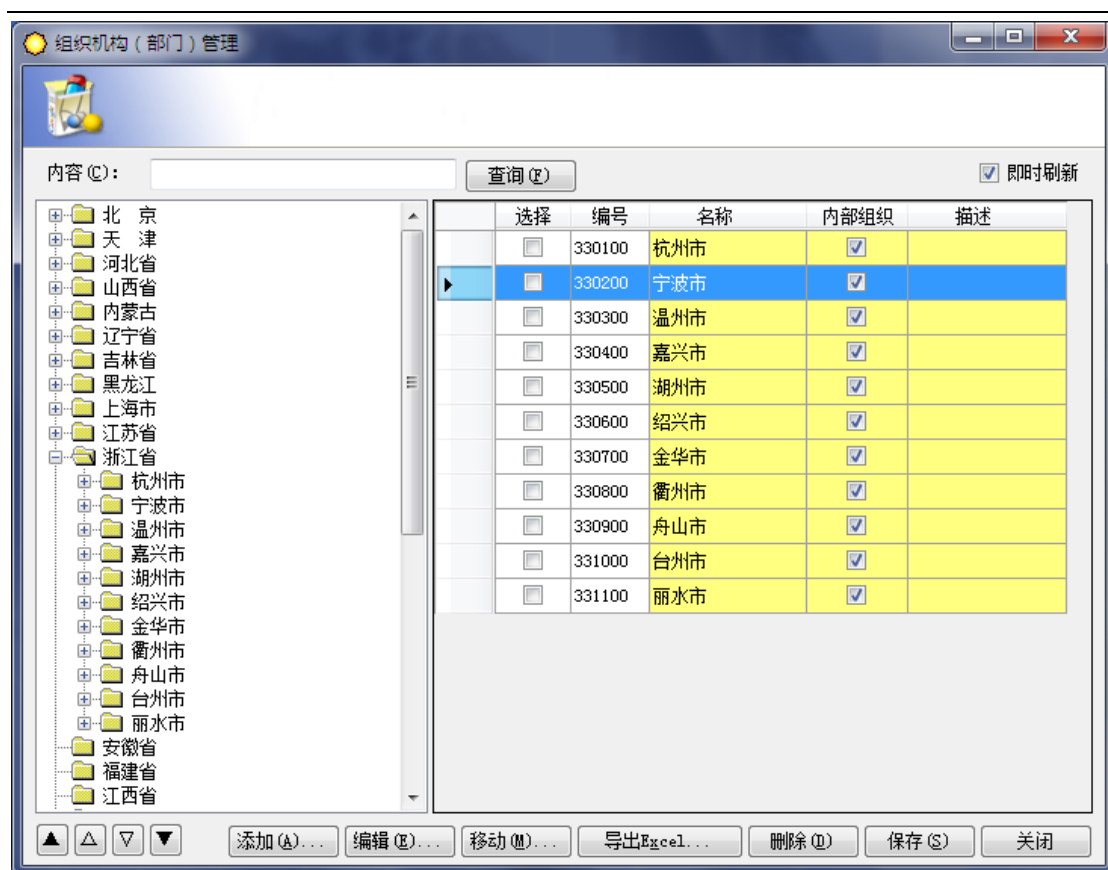 组织机构（部门）管理
内容(C): 查询(F) 即时刷新
北　京
天　津
河北省
山西省
内蒙古
辽宁省
吉林省
黑龙江
上海市
江苏省
浙江省
杭州市
宁波市
温州市
嘉兴市
湖州市
绍兴市
金华市
衢州市
舟山市
台州市
丽水市
安徽省
福建省
江西省
选择 编号 名称 内部组织 描述
330100 杭州市
330200 宁波市
330300 温州市
330400 嘉兴市
330500 湖州市
330600 绍兴市
330700 金华市
330800 衢州市
330900 舟山市
331000 台州市
331100 丽水市
添加(A)... 编辑(E)... 移动(M)... 导出Excel... 删除(D) 保存(S) 关闭